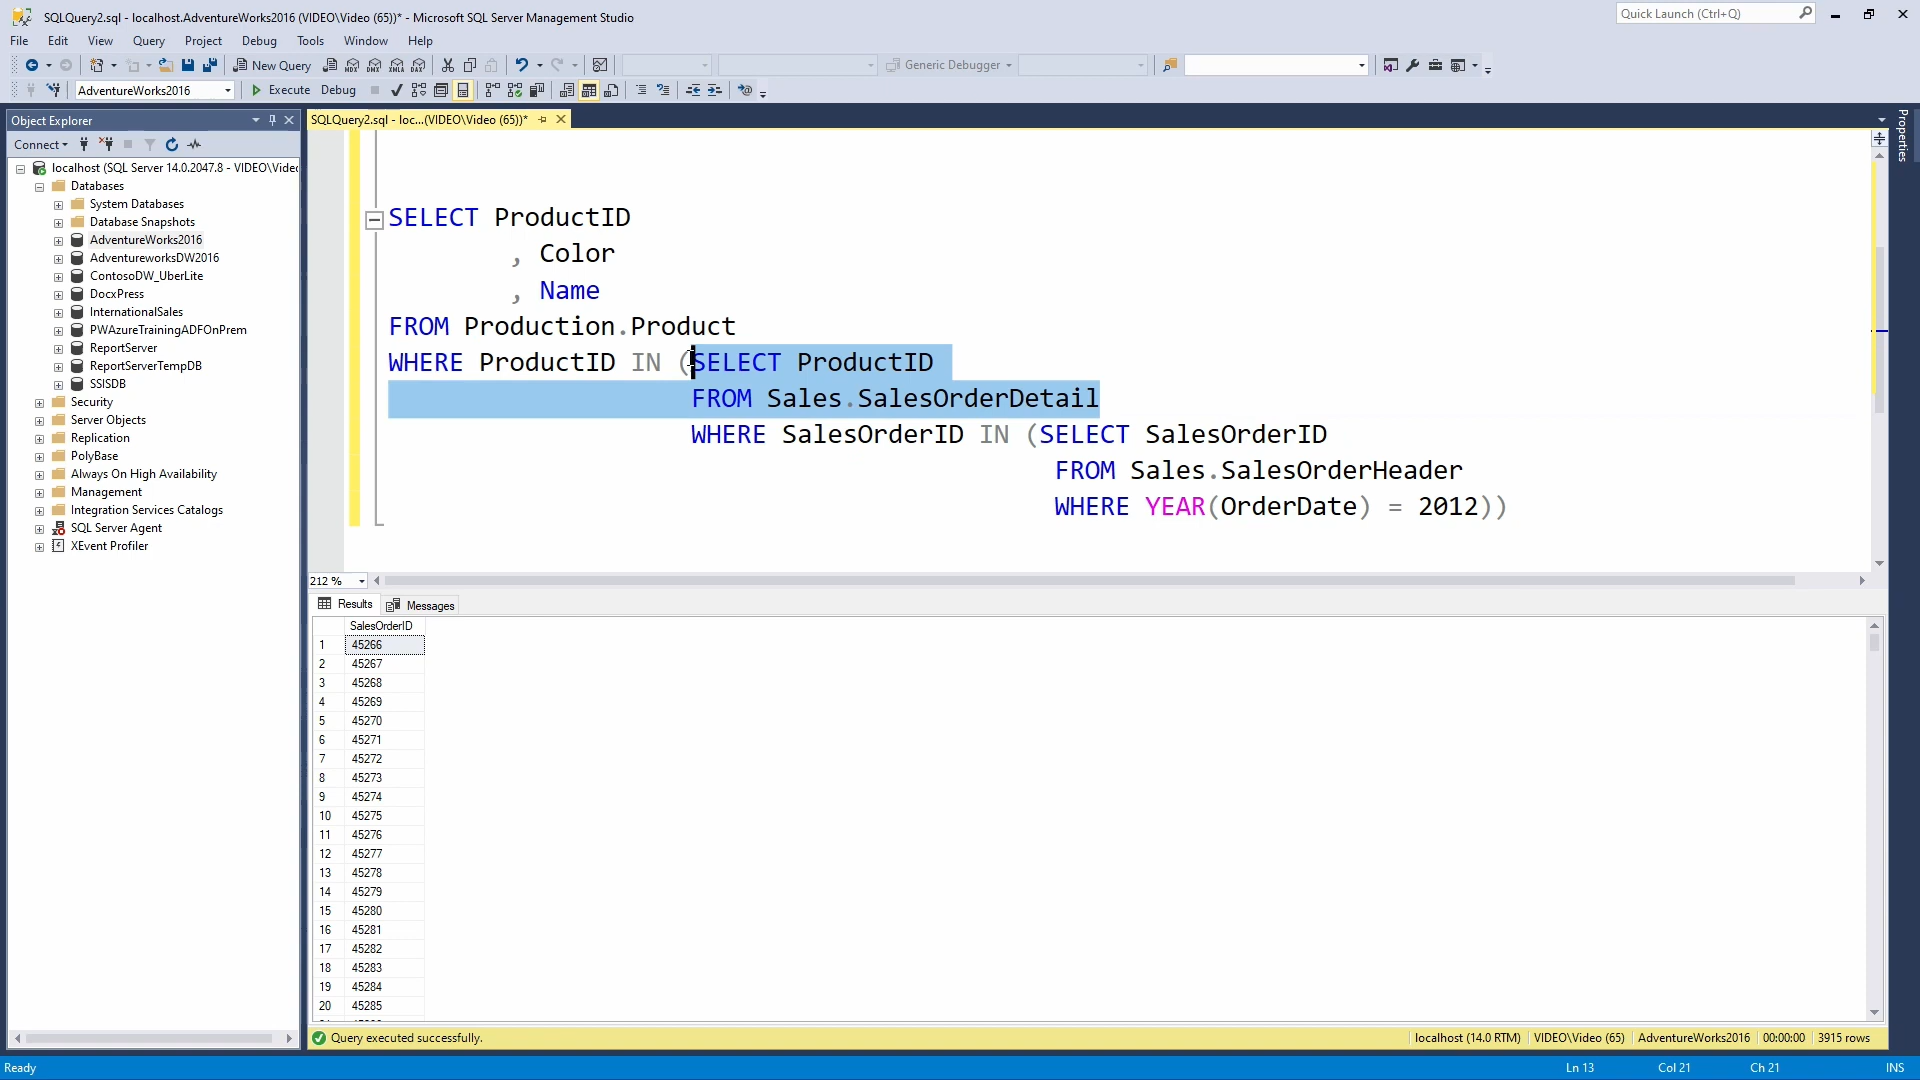 SQLQuery2.sql - localhost.AdventureWorks2016 (VIDEO\Video (65))* - Microsoft SQL Server Management Studio
Quick Launch (Ctrl+Q)
File Edit View Query Project Debug Tools Window Help
New Query MDX DMX XMLA DAX Generic Debugger
AdventureWorks2016 Execute Debug
Object Explorer
SQLQuery2.sql - loc...(VIDEO\Video (65))*
Properties
Connect
localhost (SQL Server 14.0.2047.8 - VIDEO\Video
Databases
System Databases
Database Snapshots
AdventureWorks2016
AdventureworksDW2016
ContosoDW_UberLite
DocxPress
InternationalSales
PWAzureTrainingADFOnPrem
ReportServer
ReportServerTempDB
SSISDB
Security
Server Objects
Replication
PolyBase
Always On High Availability
Management
Integration Services Catalogs
SQL Server Agent
XEvent Profiler
SELECT ProductID
, Color
, Name
FROM Production.Product
WHERE ProductID IN (SELECT ProductID
FROM Sales.SalesOrderDetail
WHERE SalesOrderID IN (SELECT SalesOrderID
FROM Sales.SalesOrderHeader
WHERE YEAR(OrderDate) = 2012))
212 %
Results Messages
SalesOrderID
1 45266
2 45267
3 45268
4 45269
5 45270
6 45271
7 45272
8 45273
9 45274
10 45275
11 45276
12 45277
13 45278
14 45279
15 45280
16 45281
17 45282
18 45283
19 45284
20 45285
Query executed successfully. localhost (14.0 RTM) VIDEO\Video (65) AdventureWorks2016 00:00:00 3915 rows
Ready Ln 13 Col 21 Ch 21 INS